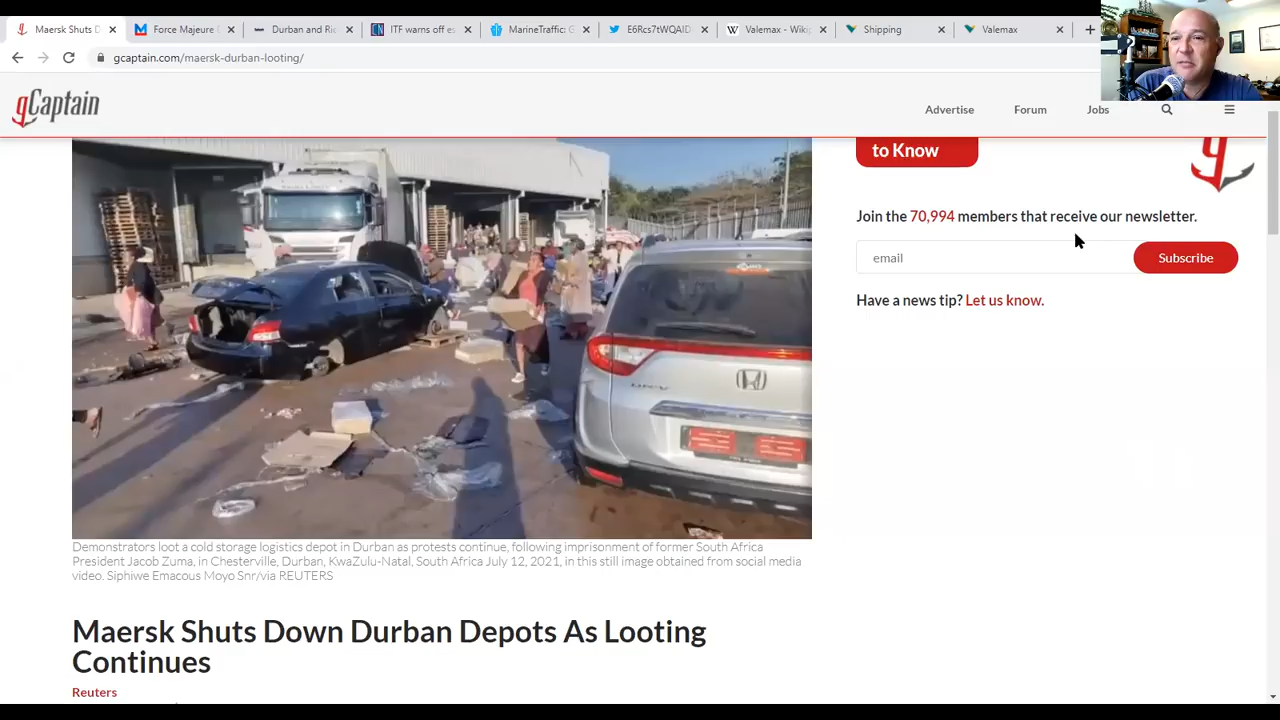 Maersk Shuts D
Force Majeure
Durban and Ric
ITF warns off es
MarineTraffic: G
E6Rcs7tWQAID
Valemax - Wiki
Shipping
Valemax
gcaptain.com/maersk-durban-looting/
gCaptain
Advertise
Forum
Jobs
to Know
Join the 70,994 members that receive our newsletter.
email
Subscribe
Have a news tip? Let us know.
Demonstrators loot a cold storage logistics depot in Durban as protests continue, following imprisonment of former South Africa
President Jacob Zuma, in Chesterville, Durban, KwaZulu-Natal, South Africa July 12, 2021, in this still image obtained from social media
video. Siphiwe Emacous Moyo Snr/via REUTERS
Maersk Shuts Down Durban Depots As Looting
Continues
Reuters